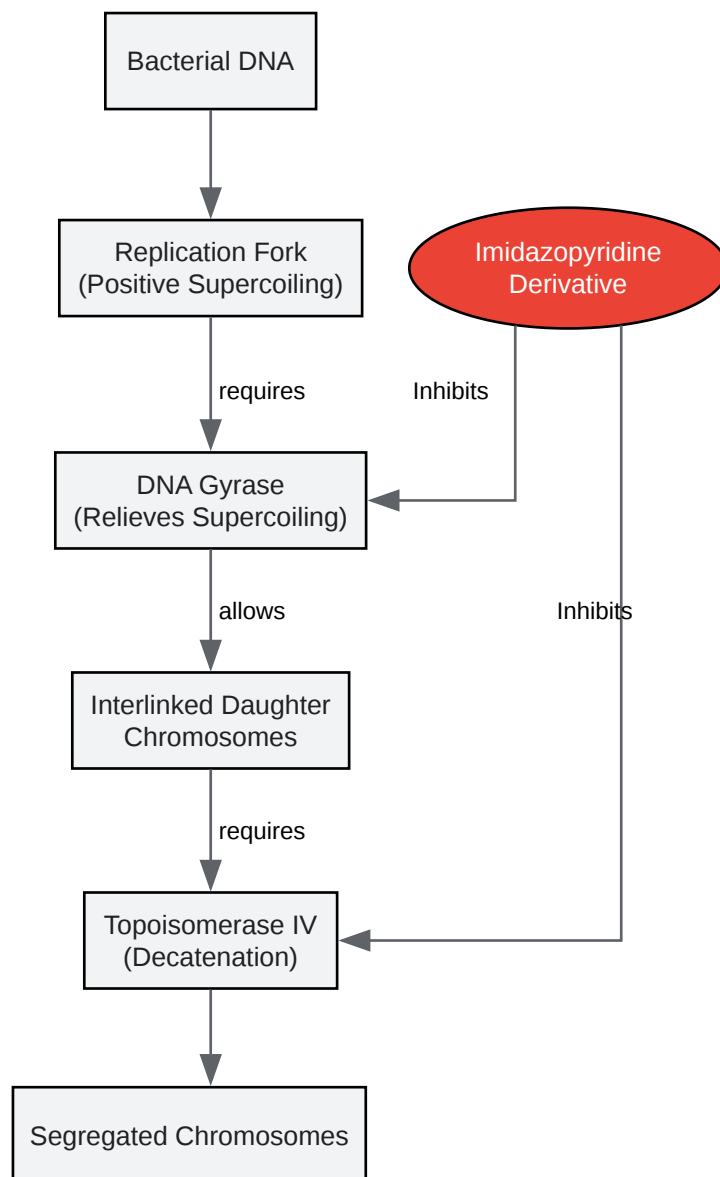 Bacterial DNA
Replication Fork
(Positive Supercoiling)
Imidazopyridine
Derivative
requires
Inhibits
DNA Gyrase
(Relieves Supercoiling)
allows
Inhibits
Interlinked Daughter
Chromosomes
requires
Topoisomerase IV
(Decatenation)
Segregated Chromosomes